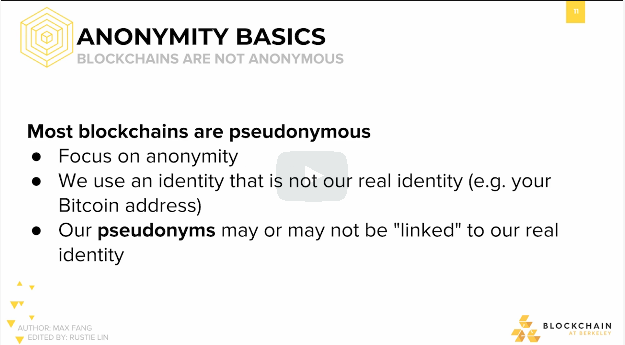 11
ANONYMITY BASICS
BLOCKCHAINS ARE NOT ANONYMOUS
Most blockchains are pseudonymous
● Focus on anonymity
● We use an identity that is not our real identity (e.g. your
Bitcoin address)
● Our pseudonyms may or may not be "linked" to our real
identity
AUTHOR: MAX FANG
EDITED BY: RUSTIE LIN
BLOCKCHAIN
AT BERKELEY